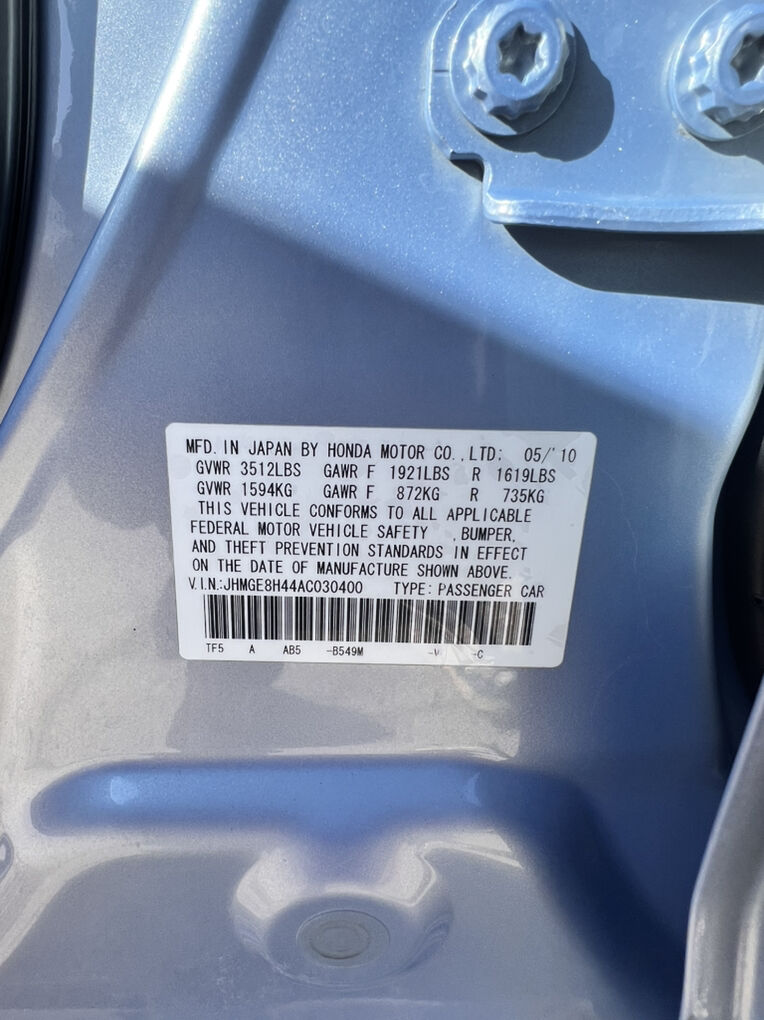 MFD. IN JAPAN BY HONDA MOTOR CO., LTD: 05/'10
GVWR 3512LBS GAWR F 1921LBS R 1619LBS
GVWR 1594KG GAWR F 872KG R 735KG
THIS VEHICLE CONFORMS TO ALL APPLICABLE
FEDERAL MOTOR VEHICLE SAFETY , BUMPER,
AND THEFT PREVENTION STANDARDS IN EFFECT
ON THE DATE OF MANUFACTURE SHOWN ABOVE.
V.I.N.:JHMGE8H44AC030400 TYPE: PASSENGER CAR
TF5 A AB5 -B549M -C